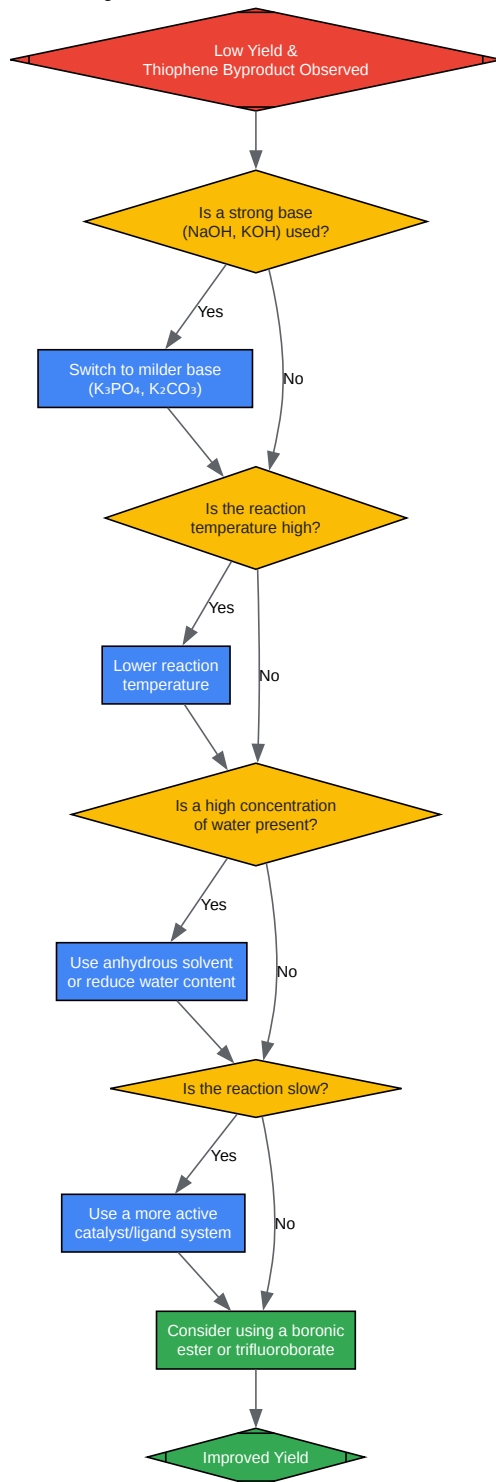 Low Yield &
Thiophene Byproduct Observed
Is a strong base
(NaOH, KOH) used?
Yes
No
Switch to milder base
(K₃PO₄, K₂CO₃)
Is the reaction
temperature high?
Yes
No
Lower reaction
temperature
Is a high concentration
of water present?
Yes
No
Use anhydrous solvent
or reduce water content
Is the reaction slow?
Yes
No
Use a more active
catalyst/ligand system
Consider using a boronic
ester or trifluoroborate
Improved Yield